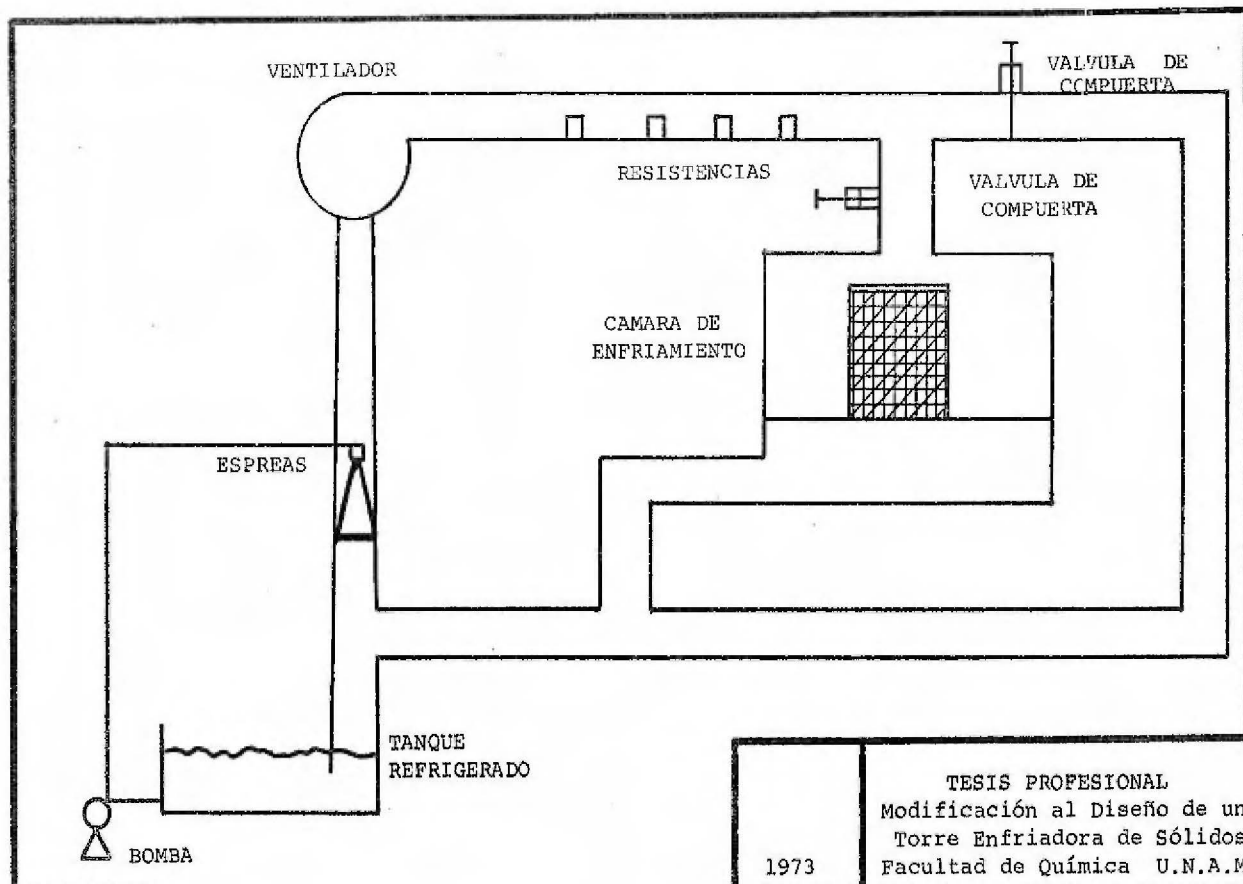 VENTILADOR
VALVULA DE
COMPUERTA
RESISTENCIAS
VALVULA DE
COMPUERTA
CAMARA DE
ENFRIAMIENTO
ESPREAS
TANQUE
REFRIGERADO
BOMBA
1973
TESIS PROFESIONAL
Modificación al Diseño de un
Torre Enfriadora de Sólidos
Facultad de Química U.N.A.M